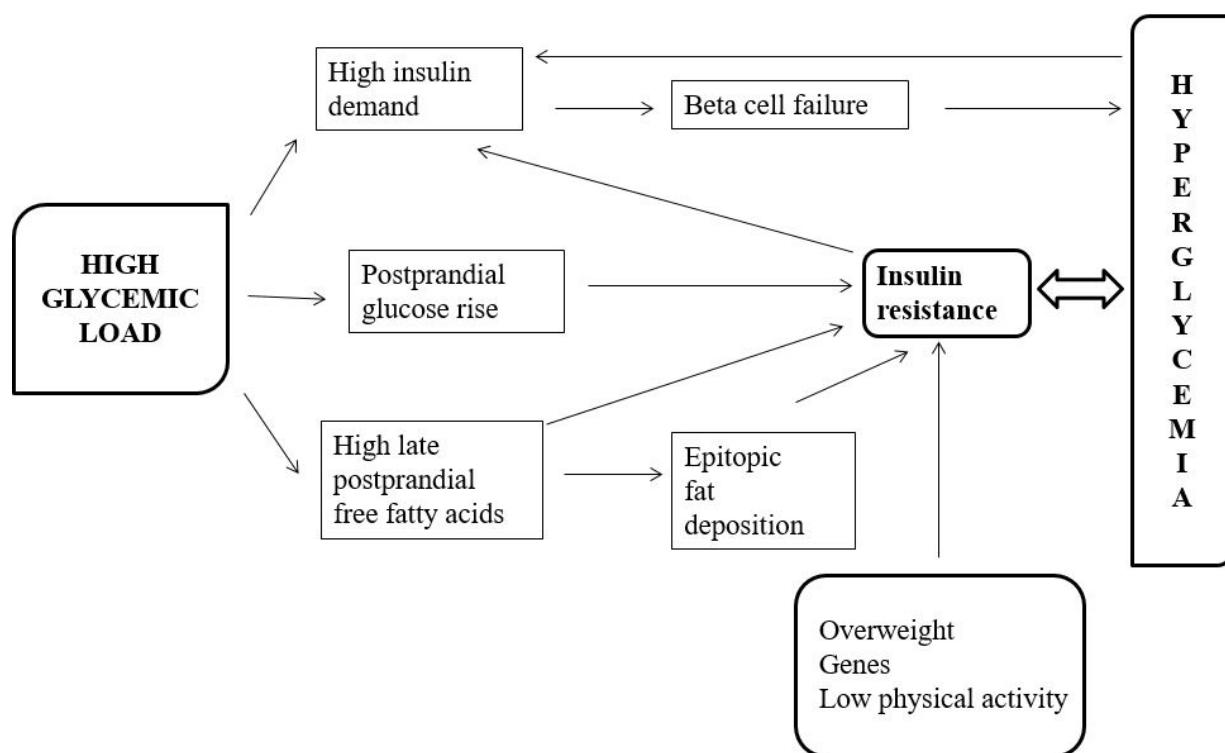 High insulin
demand
Beta cell failure
HIGH
GLYCEMIC
LOAD
Postprandial
glucose rise
Insulin
resistance
High late
postprandial
free fatty acids
Epitopic
fat
deposition
Overweight
Genes
Low physical activity
H
Y
P
E
R
G
L
Y
C
E
M
I
A